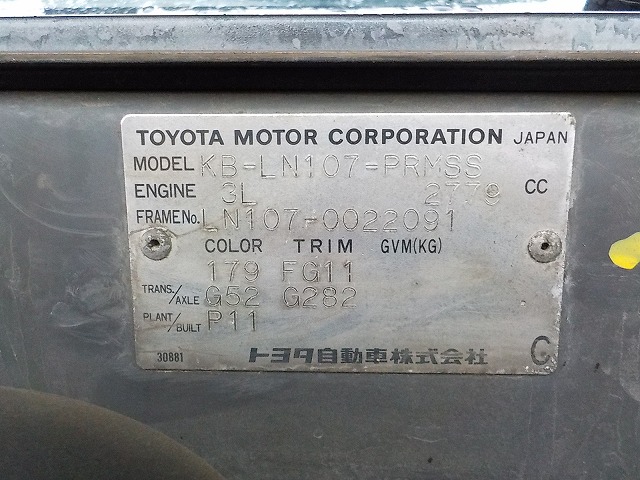 TOYOTA MOTOR CORPORATION JAPAN
MODEL KB-LN107-PRMSS
ENGINE 3L 2779 CC
FRAME No. LN107-0022091
COLOR TRIM GVM(KG)
179 FG11
TRANS./AXLE G52 G282
PLANT/BUILT P11
30881 トヨタ自動車株式会社 G